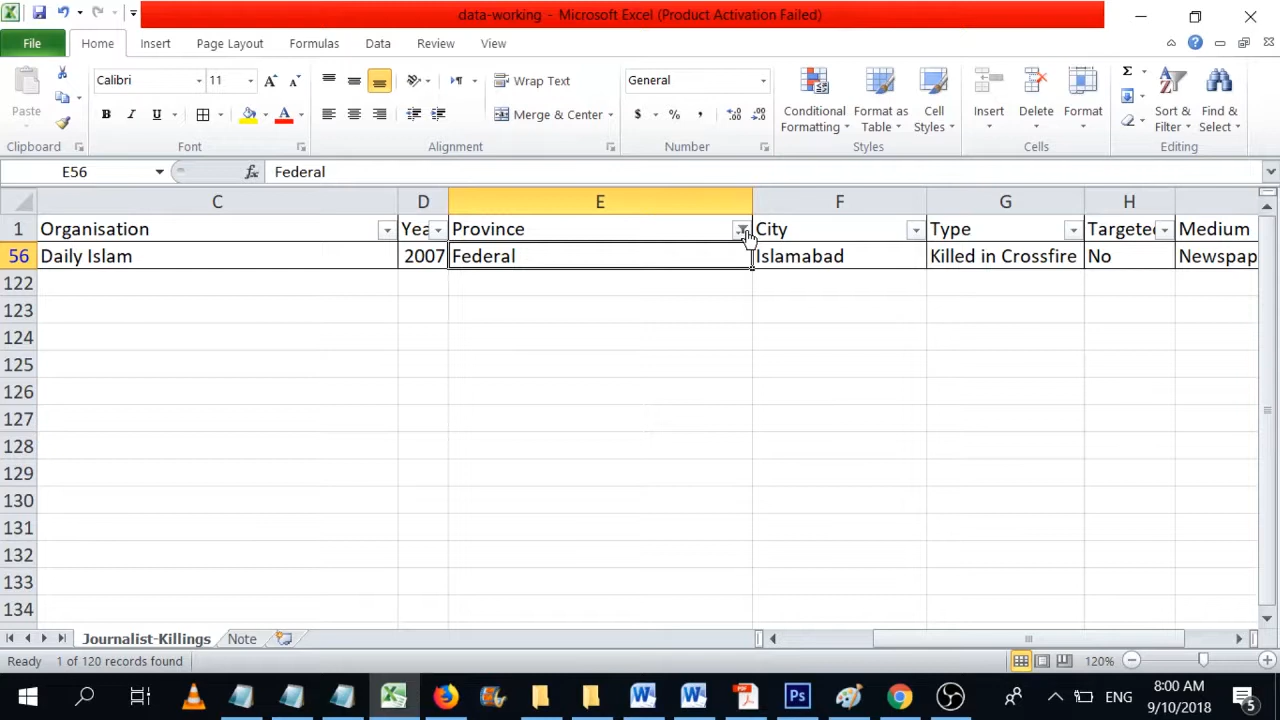 data-working - Microsoft Excel (Product Activation Failed)
File Home Insert Page Layout Formulas Data Review View
Calibri 11 Wrap Text General
Paste Merge & Center $ % , Conditional Formatting Format as Table Cell Styles Insert Delete Format Sort & Filter Find & Select
Clipboard Font Alignment Number Styles Cells Editing
E56 fx Federal
C D E F G H
1 Organisation Yea Province City Type Targeted Medium
56 Daily Islam 2007 Federal Islamabad Killed in Crossfire No Newspap
122
123
124
125
126
127
128
129
130
131
132
133
134
Journalist-Killings Note
Ready 1 of 120 records found 120%
ENG 8:00 AM
9/10/2018 5